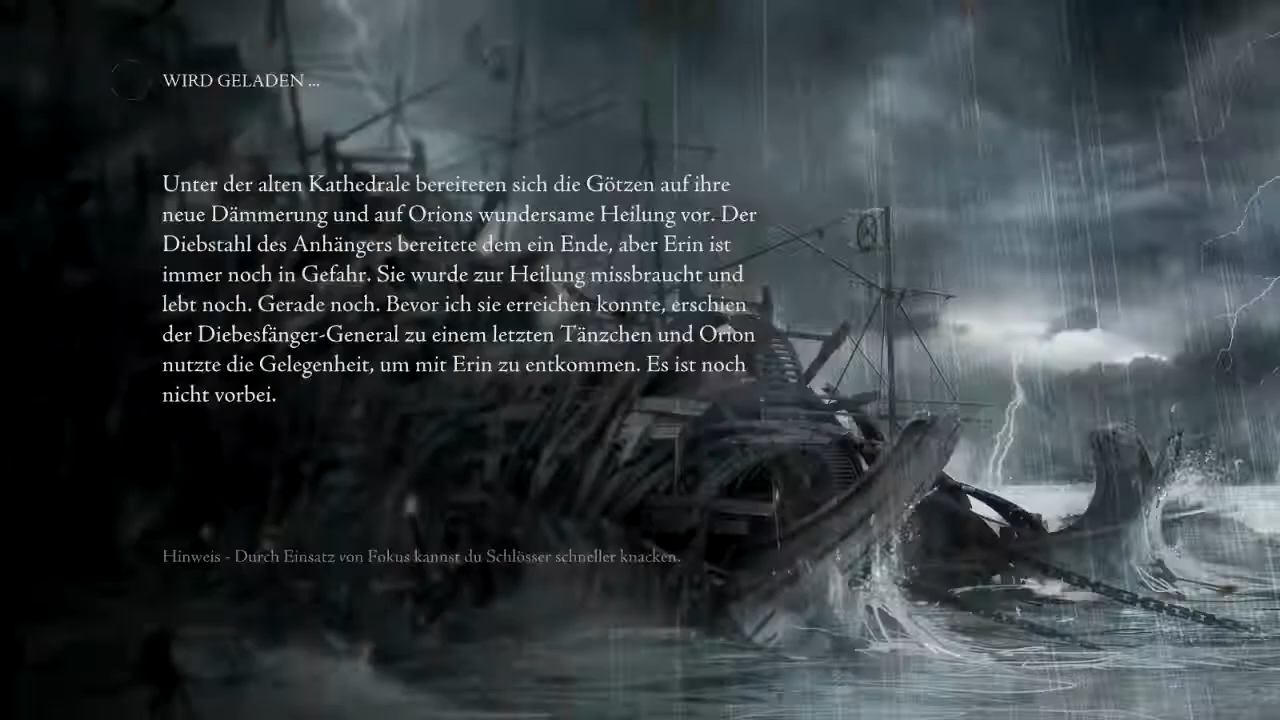 WIRD GELADEN ...
Unter der alten Kathedrale bereiteten sich die Götzen auf ihre
neue Dämmerung und auf Orions wundersame Heilung vor. Der
Diebstahl des Anhängers bereitete dem ein Ende, aber Erin ist
immer noch in Gefahr. Sie wurde zur Heilung missbraucht und
lebt noch. Gerade noch. Bevor ich sie erreichen konnte, erschien
der Diebesfänger-General zu einem letzten Tänzchen und Orion
nutzte die Gelegenheit, um mit Erin zu entkommen. Es ist noch
nicht vorbei.
Hinweis - Durch Einsatz von Fokus kannst du Schlösser schneller knacken.